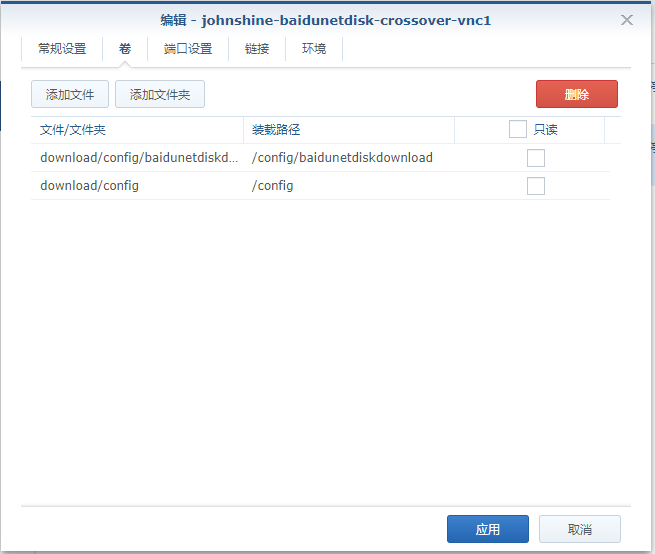 编辑 - johnshine-baidunetdisk-crossover-vnc1
常规设置 卷 端口设置 链接 环境
添加文件 添加文件夹 删除
文件/文件夹 装载路径 只读
download/config/baidunetdiskd... /config/baidunetdiskdownload
download/config /config
应用 取消